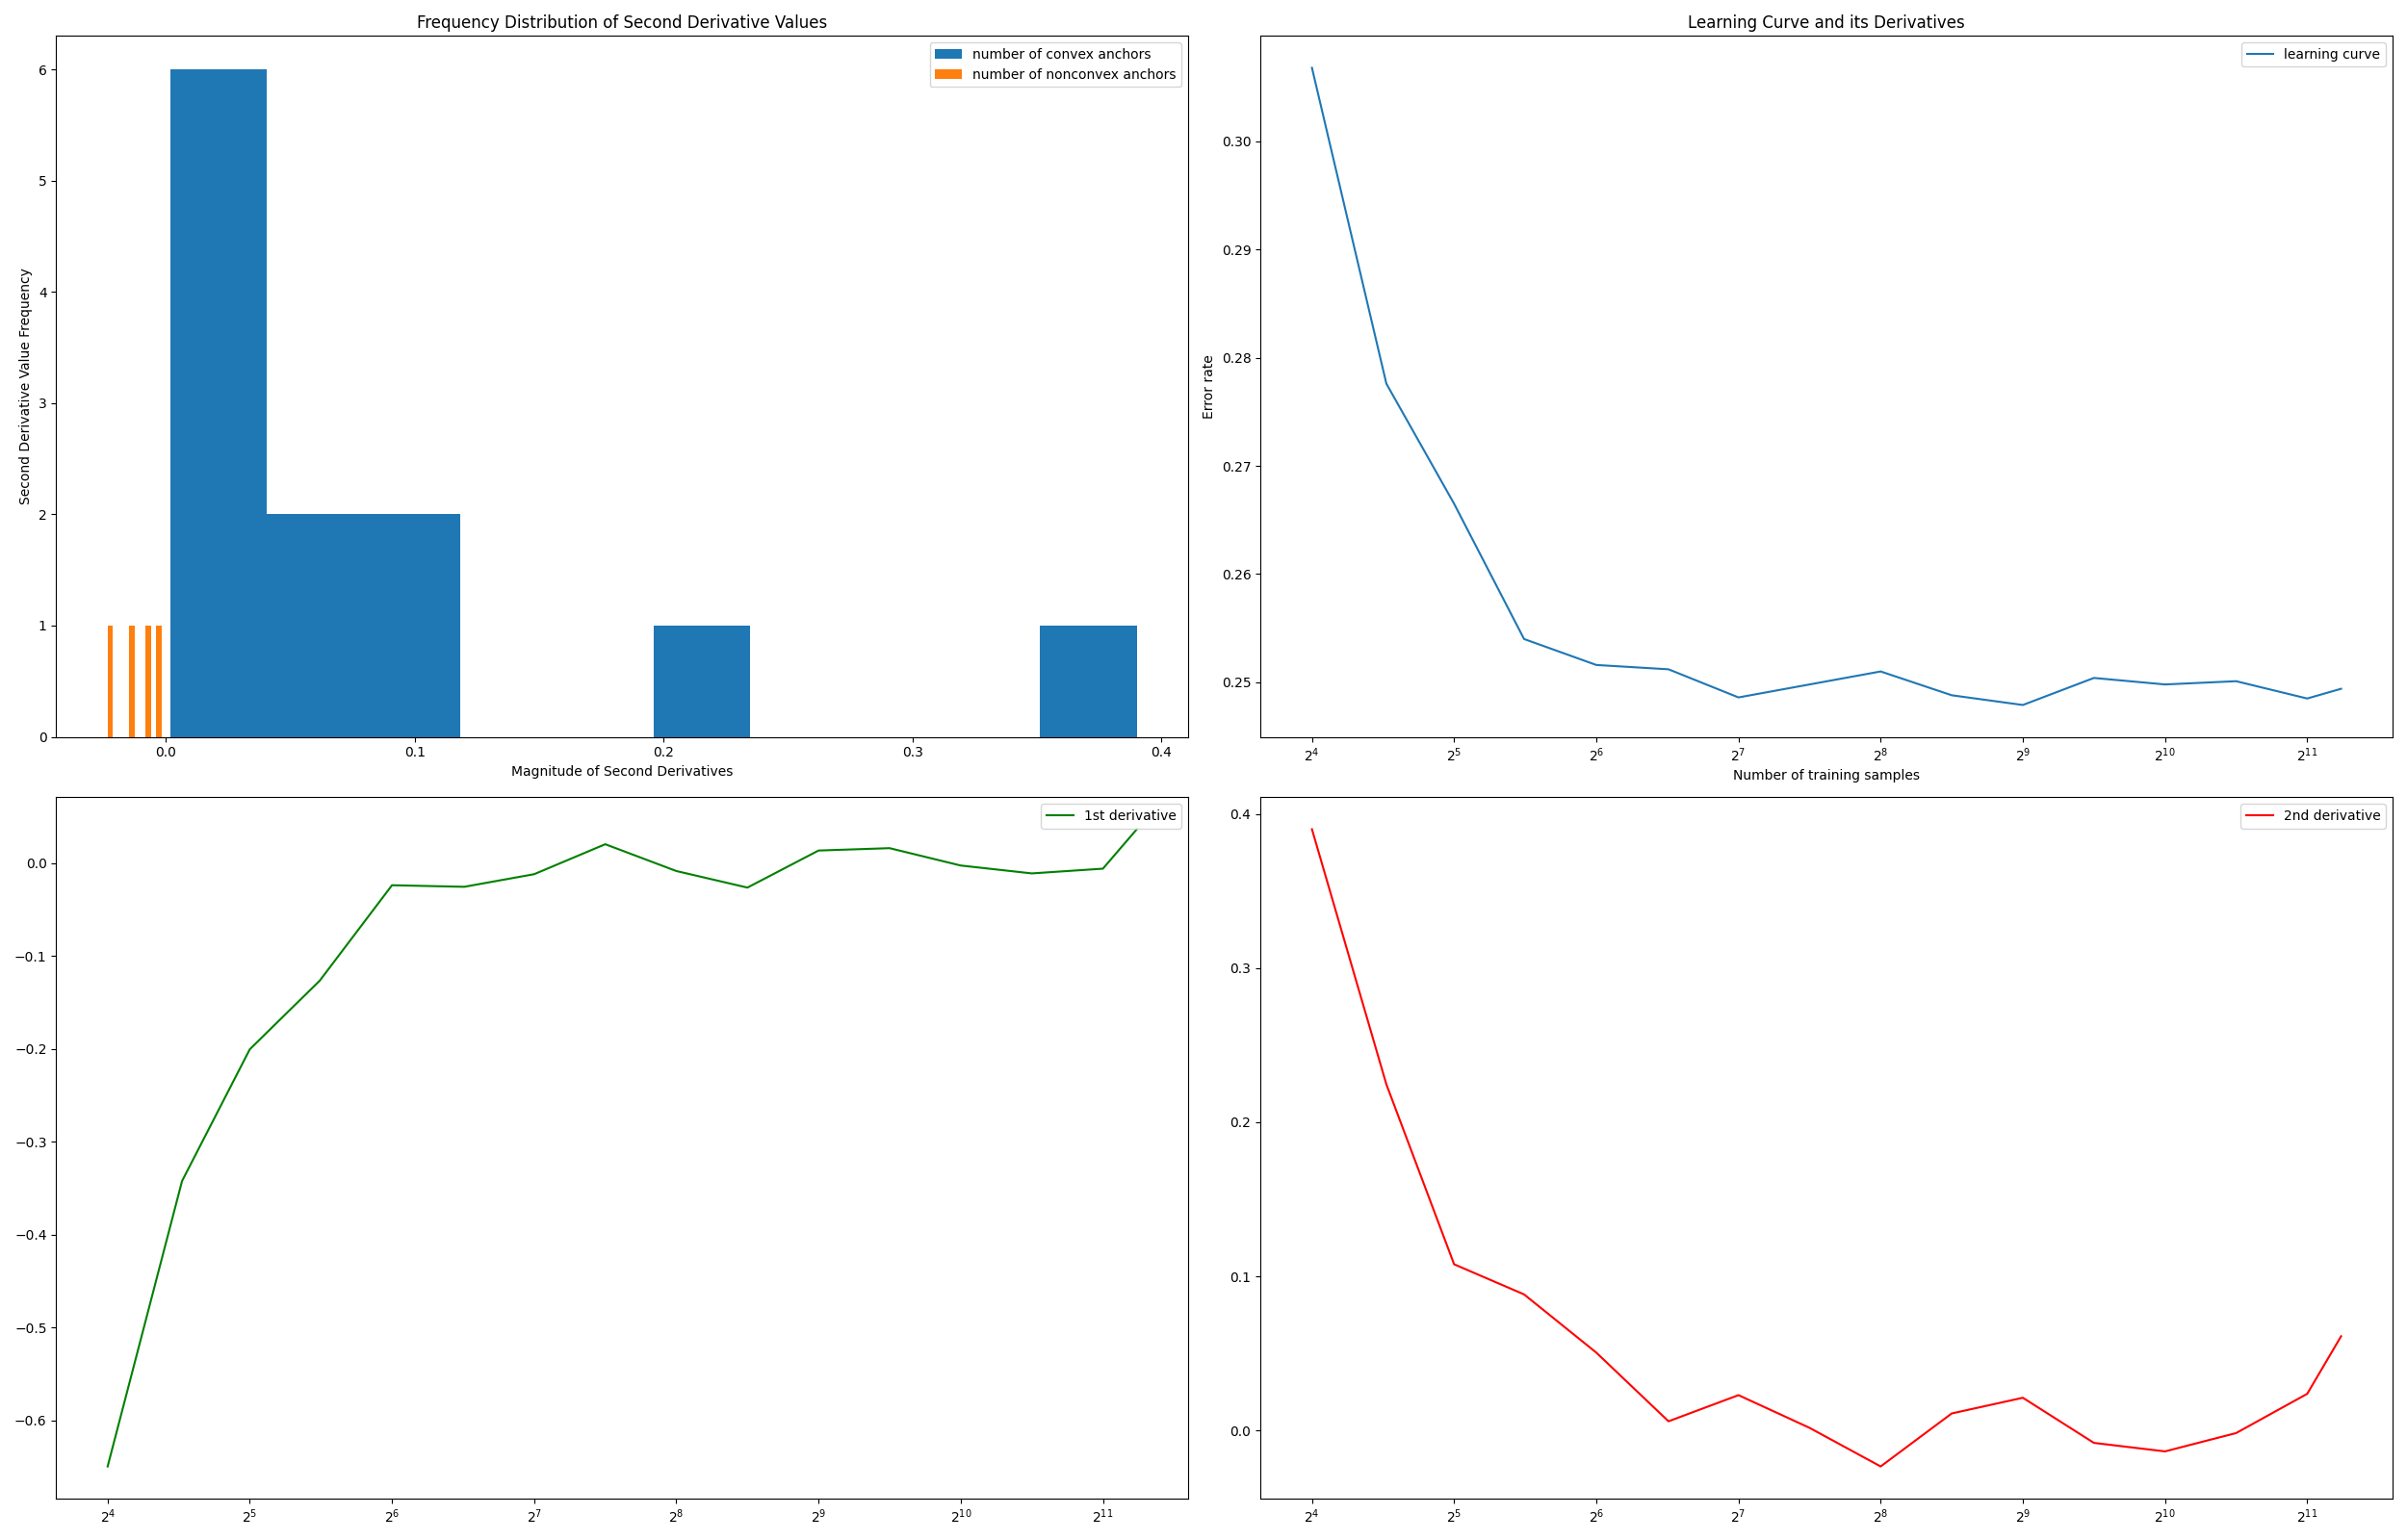 Frequency Distribution of Second Derivative Values
number of convex anchors
number of nonconvex anchors
6
5
4
3
2
1
0
Second Derivative Value Frequency
0.0 0.1 0.2 0.3 0.4
Magnitude of Second Derivatives
Learning Curve and its Derivatives
learning curve
0.30
0.29
0.28
0.27
0.26
0.25
Error rate
2⁴ 2⁵ 2⁶ 2⁷ 2⁸ 2⁹ 2¹⁰ 2¹¹
Number of training samples
1st derivative
0.0
−0.1
−0.2
−0.3
−0.4
−0.5
−0.6
2⁴ 2⁵ 2⁶ 2⁷ 2⁸ 2⁹ 2¹⁰ 2¹¹
2nd derivative
0.4
0.3
0.2
0.1
0.0
2⁴ 2⁵ 2⁶ 2⁷ 2⁸ 2⁹ 2¹⁰ 2¹¹